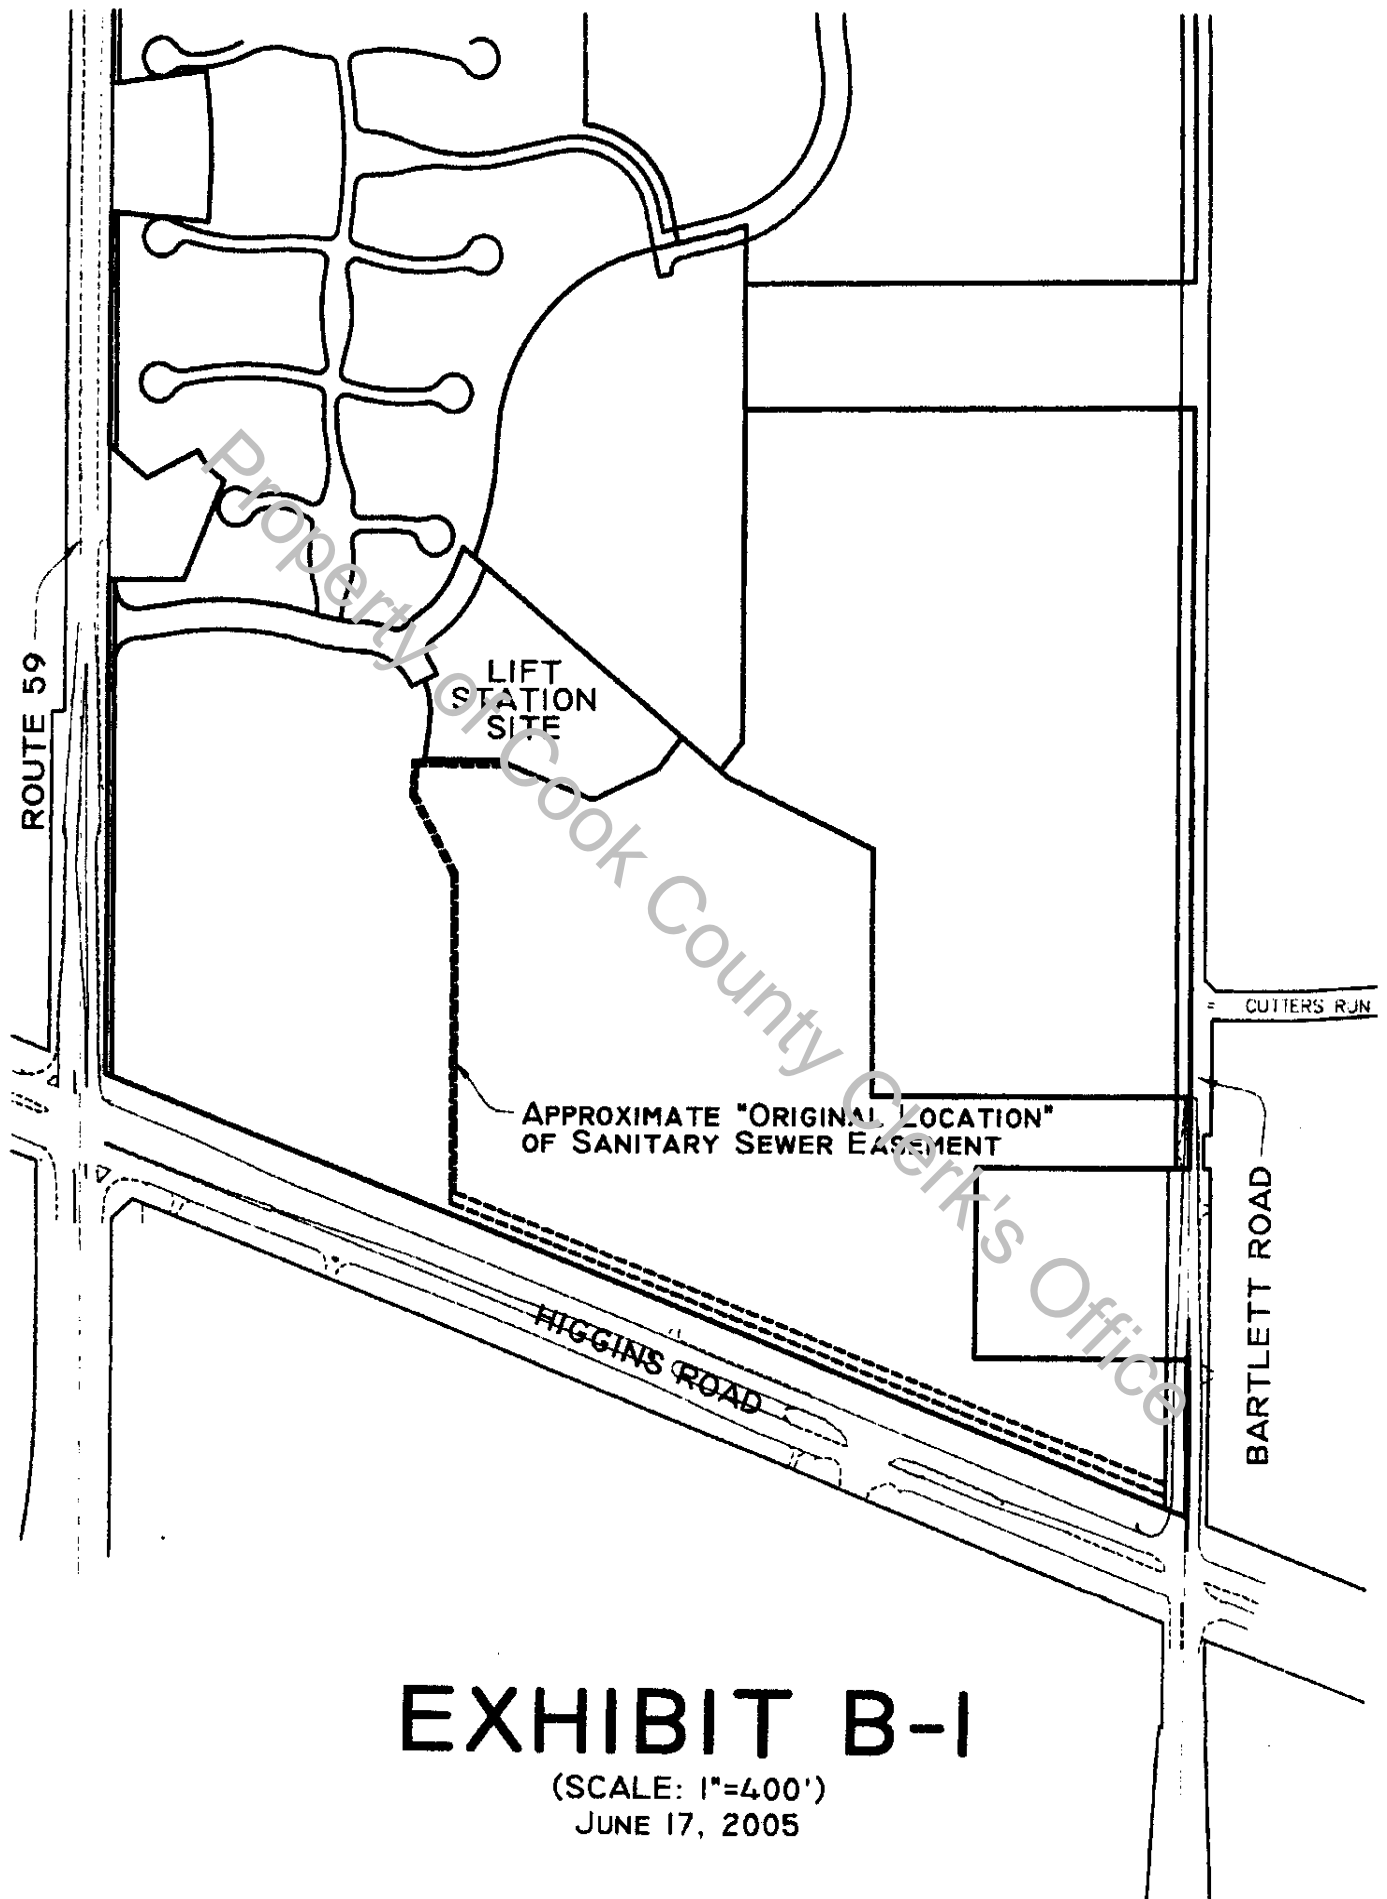 ROUTE 59
LIFT
STATION
SITE
CUTTERS RUN
APPROXIMATE "ORIGINAL LOCATION"
OF SANITARY SEWER EASEMENT
BARTLETT ROAD
HIGGINS ROAD
Property of Cook County Clerk's Office
EXHIBIT B-1
(SCALE: 1"=400')
JUNE 17, 2005